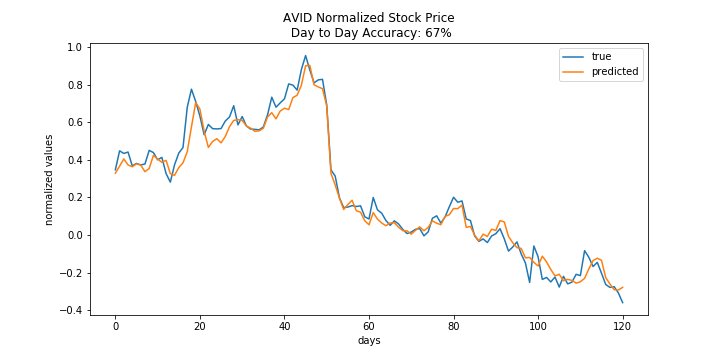 AVID Normalized Stock Price
Day to Day Accuracy: 67%
true
predicted
normalized values
1.0
0.8
0.6
0.4
0.2
0.0
−0.2
−0.4
0
20
40
60
80
100
120
days